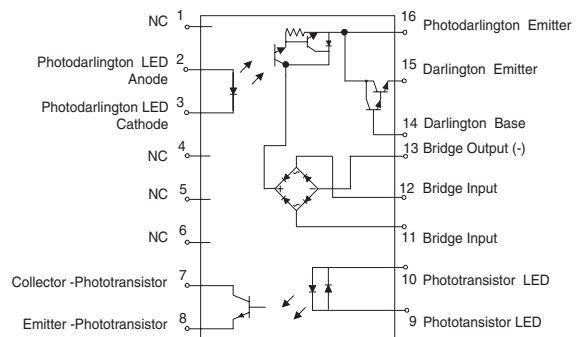 NC 1
Photodarlington LED
Anode 2
Photodarlington LED
Cathode 3
NC 4
NC 5
NC 6
Collector -Phototransistor 7
Emitter -Phototransistor 8
16 Photodarlington Emitter
15 Darlington Emitter
14 Darlington Base
13 Bridge Output (-)
12 Bridge Input
11 Bridge Input
10 Phototransistor LED
9 Phototansistor LED
+
-
~
~